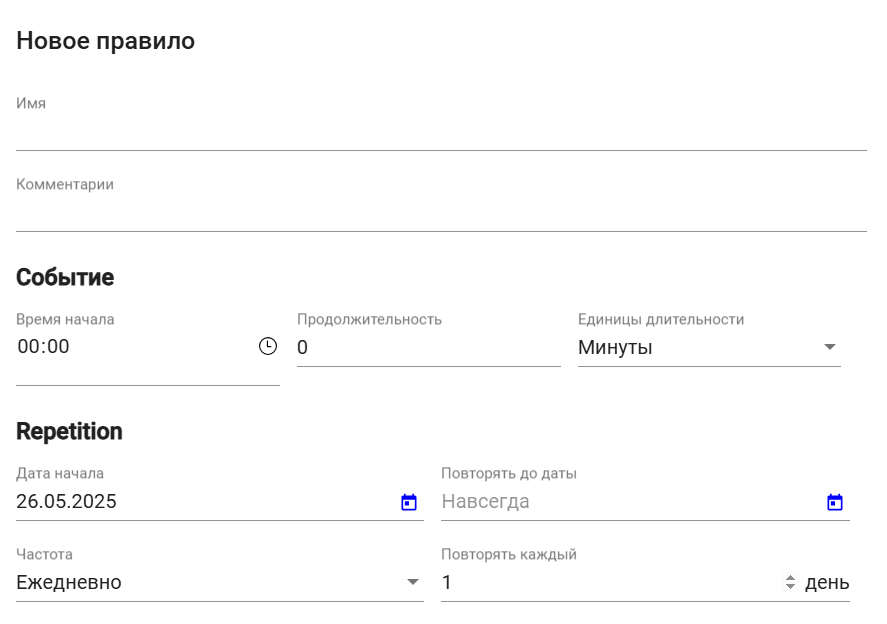 Новое правило
Имя
Комментарии
Событие
Время начала Продолжительность Единицы длительности
00:00 0 Минуты
Repetition
Дата начала Повторять до даты
26.05.2025 Навсегда
Частота Повторять каждый
Ежедневно 1 день